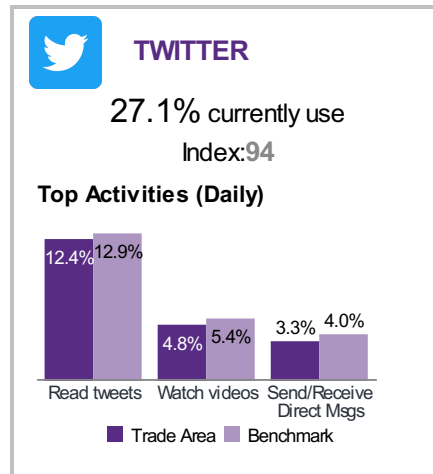 TWITTER
27.1% currently use
Index:94
Top Activities (Daily)
12.4% 12.9%
4.8% 5.4%
3.3% 4.0%
Read tweets Watch videos Send/Receive
Direct Msgs
Trade Area Benchmark